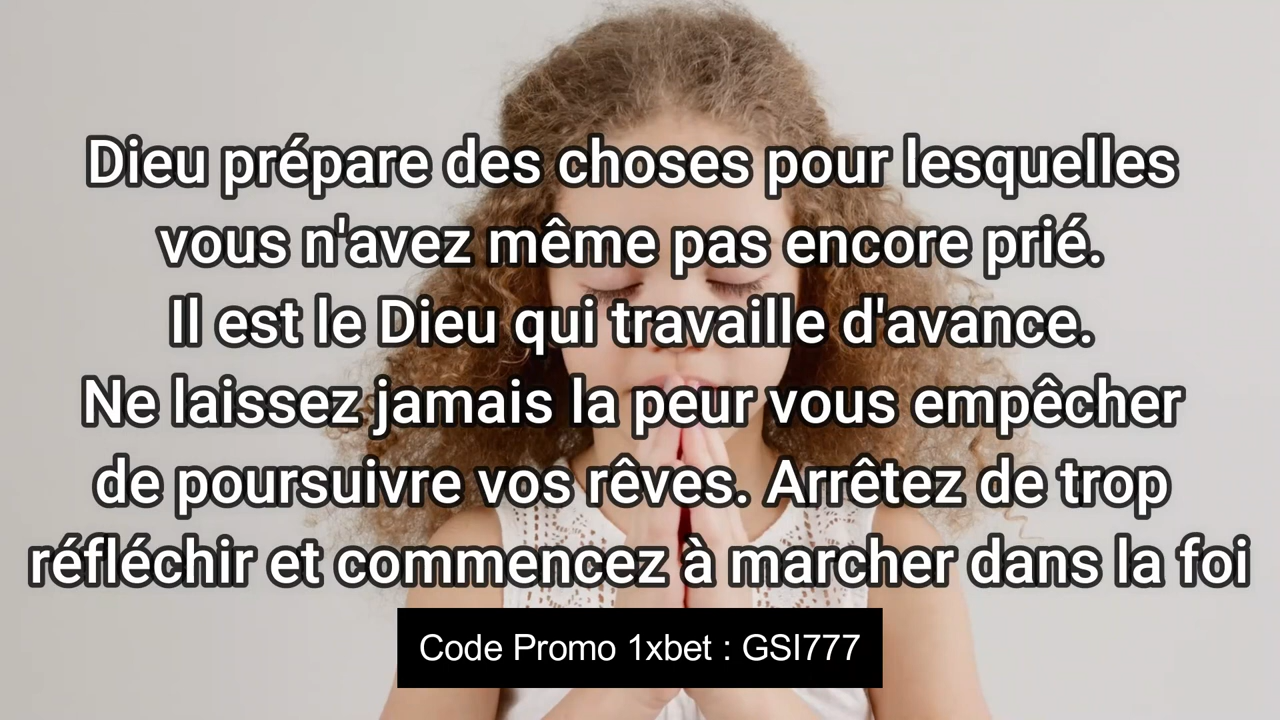 Dieu prépare des choses pour lesquelles
vous n'avez même pas encore prié.
Il est le Dieu qui travaille d'avance.
Ne laissez jamais la peur vous empêcher
de poursuivre vos rêves. Arrêtez de trop
réfléchir et commencez à marcher dans la foi
Code Promo 1xbet : GSI777